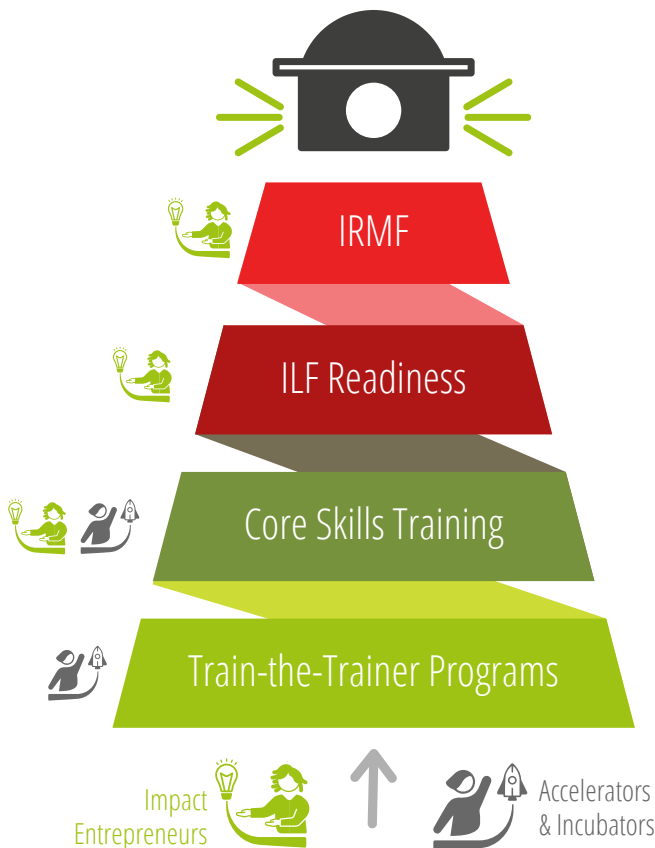 IRMF
ILF Readiness
Core Skills Training
Train-the-Trainer Programs
Impact
Entrepreneurs
Accelerators
& Incubators